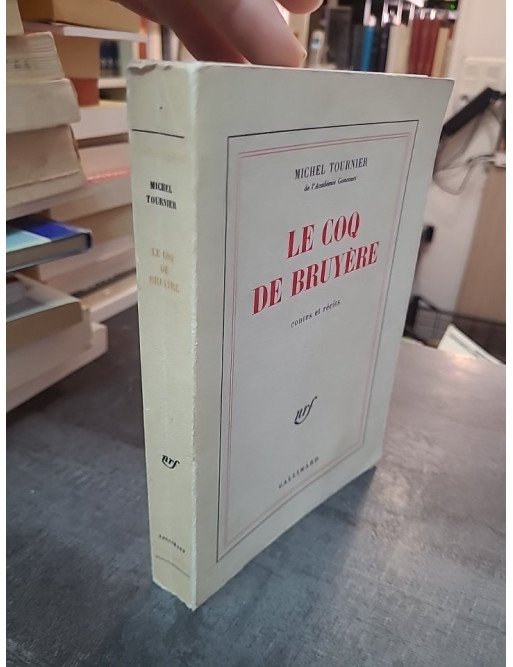 MICHEL
TOURNIER
LE COQ
DE
BRUYÈRE
nrf
GALLIMARD
MICHEL TOURNIER
de l'Académie Goncourt
LE COQ
DE BRUYÈRE
contes et récits
nrf
GALLIMARD